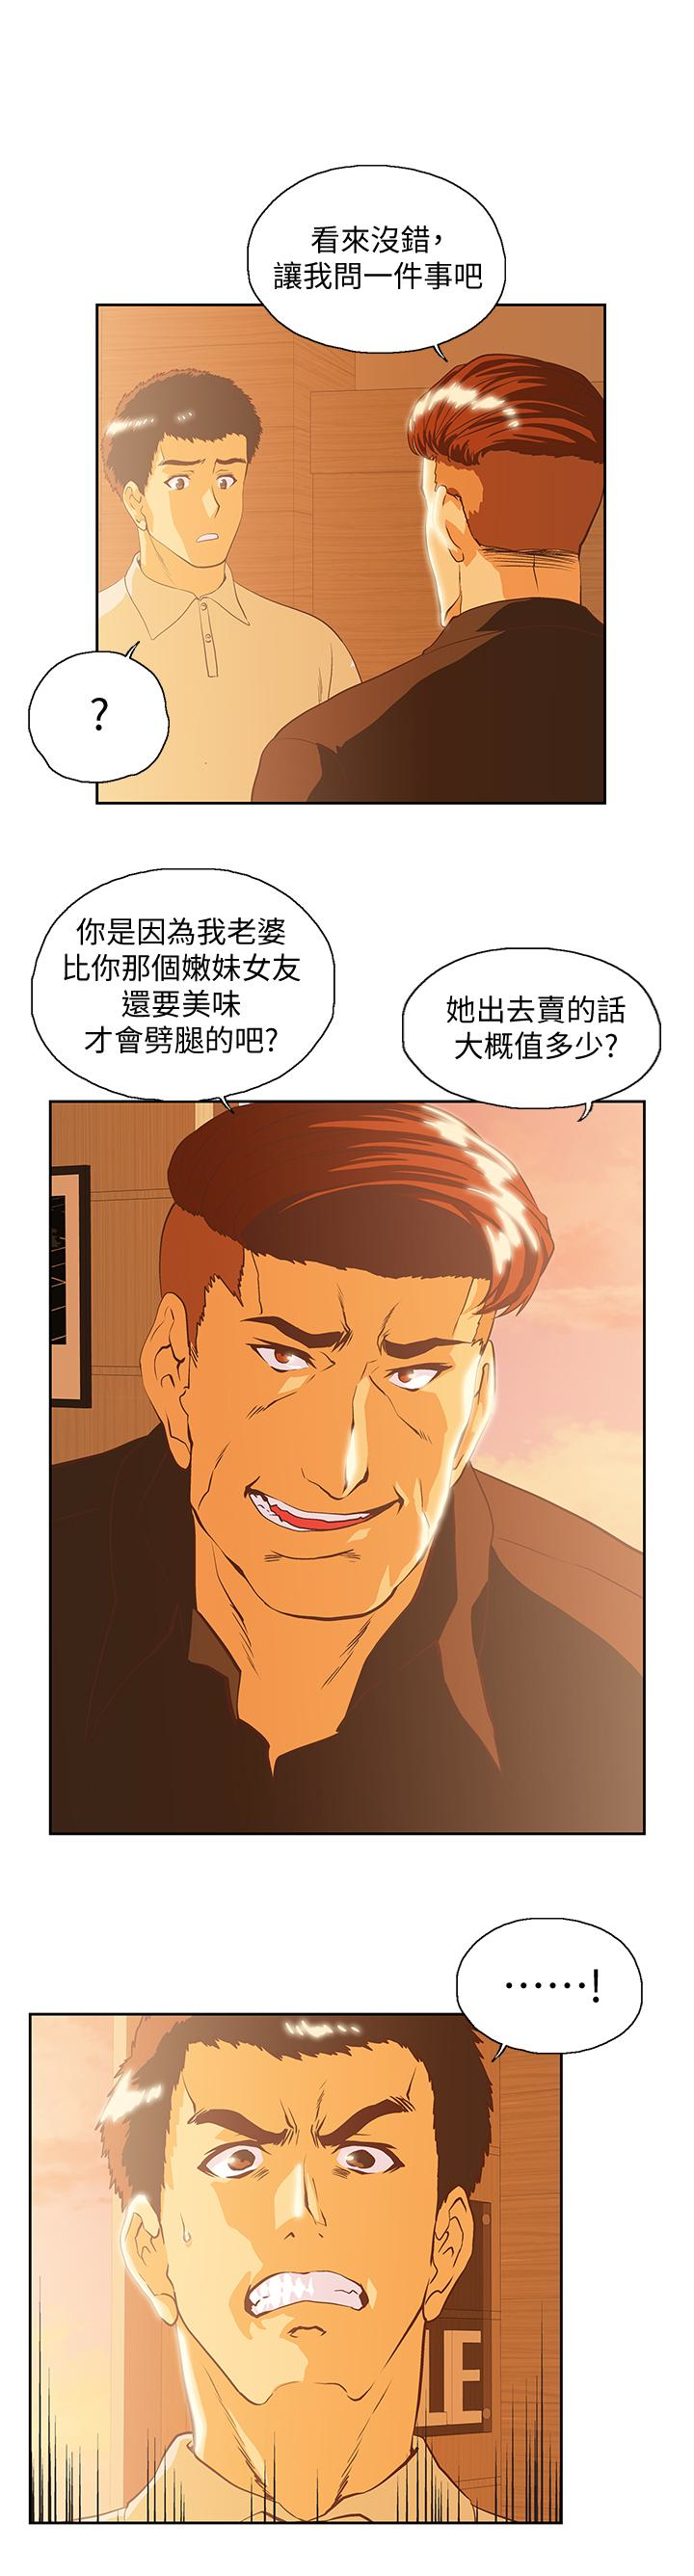 看來沒錯，
讓我問一件事吧
?
你是因為我老婆
比你那個嫩妹女友
還要美味
才會劈腿的吧?
她出去賣的話
大概值多少?
……!
LE